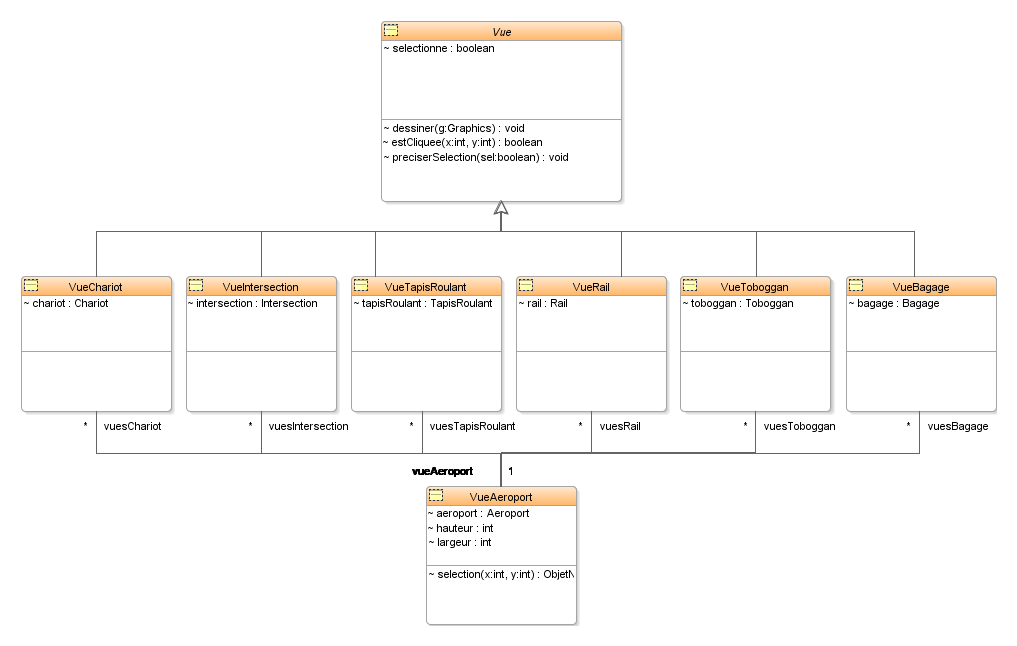 Vue
~ selectionne : boolean
~ dessiner(g:Graphics) : void
~ estCliquee(x:int, y:int) : boolean
~ preciserSelection(sel:boolean) : void
VueChariot
~ chariot : Chariot
VueIntersection
~ intersection : Intersection
VueTapisRoulant
~ tapisRoulant : TapisRoulant
VueRail
~ rail : Rail
VueToboggan
~ toboggan : Toboggan
VueBagage
~ bagage : Bagage
* vuesChariot
* vuesIntersection
* vuesTapisRoulant
* vuesRail
* vuesToboggan
* vuesBagage
vueAeroport 1
VueAeroport
~ aeroport : Aeroport
~ hauteur : int
~ largeur : int
~ selection(x:int, y:int) :